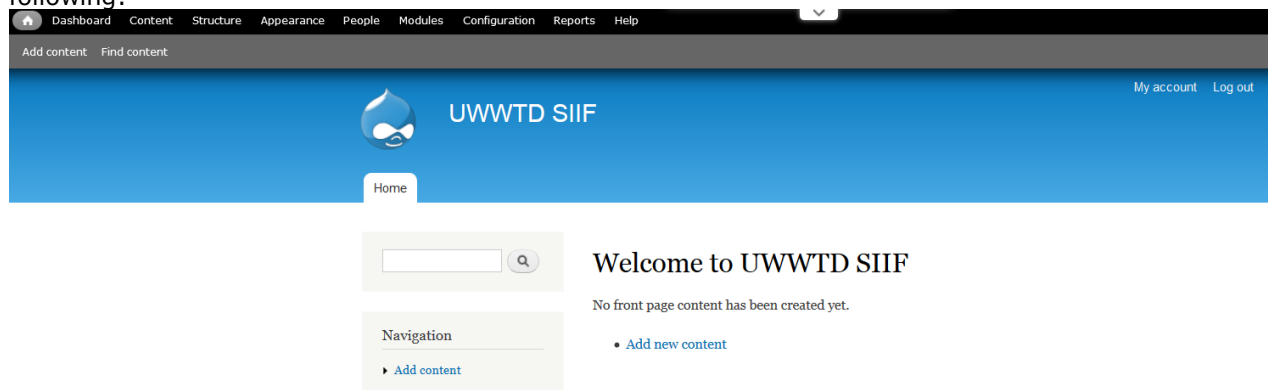 following:
Dashboard Content Structure Appearance People Modules Configuration Reports Help
Add content Find content
My account Log out
UWWTD SIIF
Home
Welcome to UWWTD SIIF
No front page content has been created yet.
Navigation
Add new content
Add content